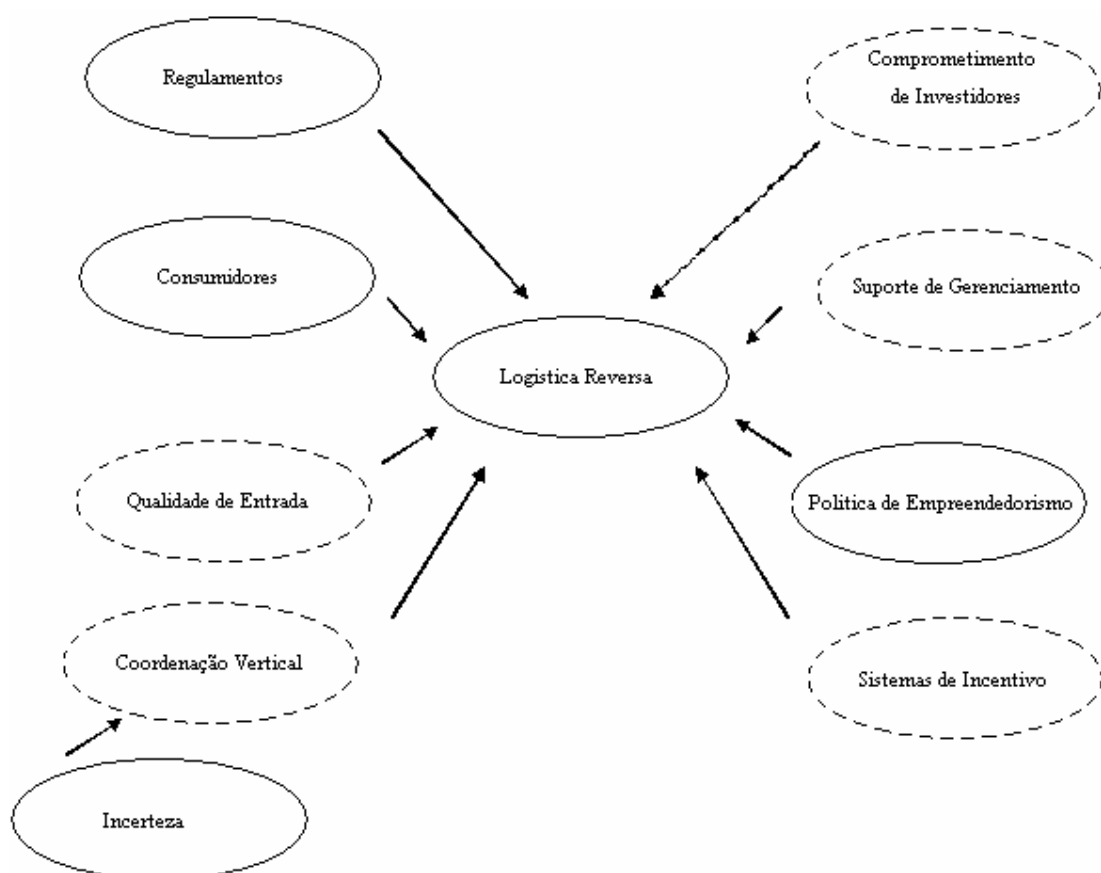 Regulamentos
Comprometimento
de Investidores
Consumidores
Suporte de Gerenciamento
Logistica Reversa
Qualidade de Entrada
Politica de Empreendedorismo
Coordenação Vertical
Sistemas de Incentivo
Incerteza